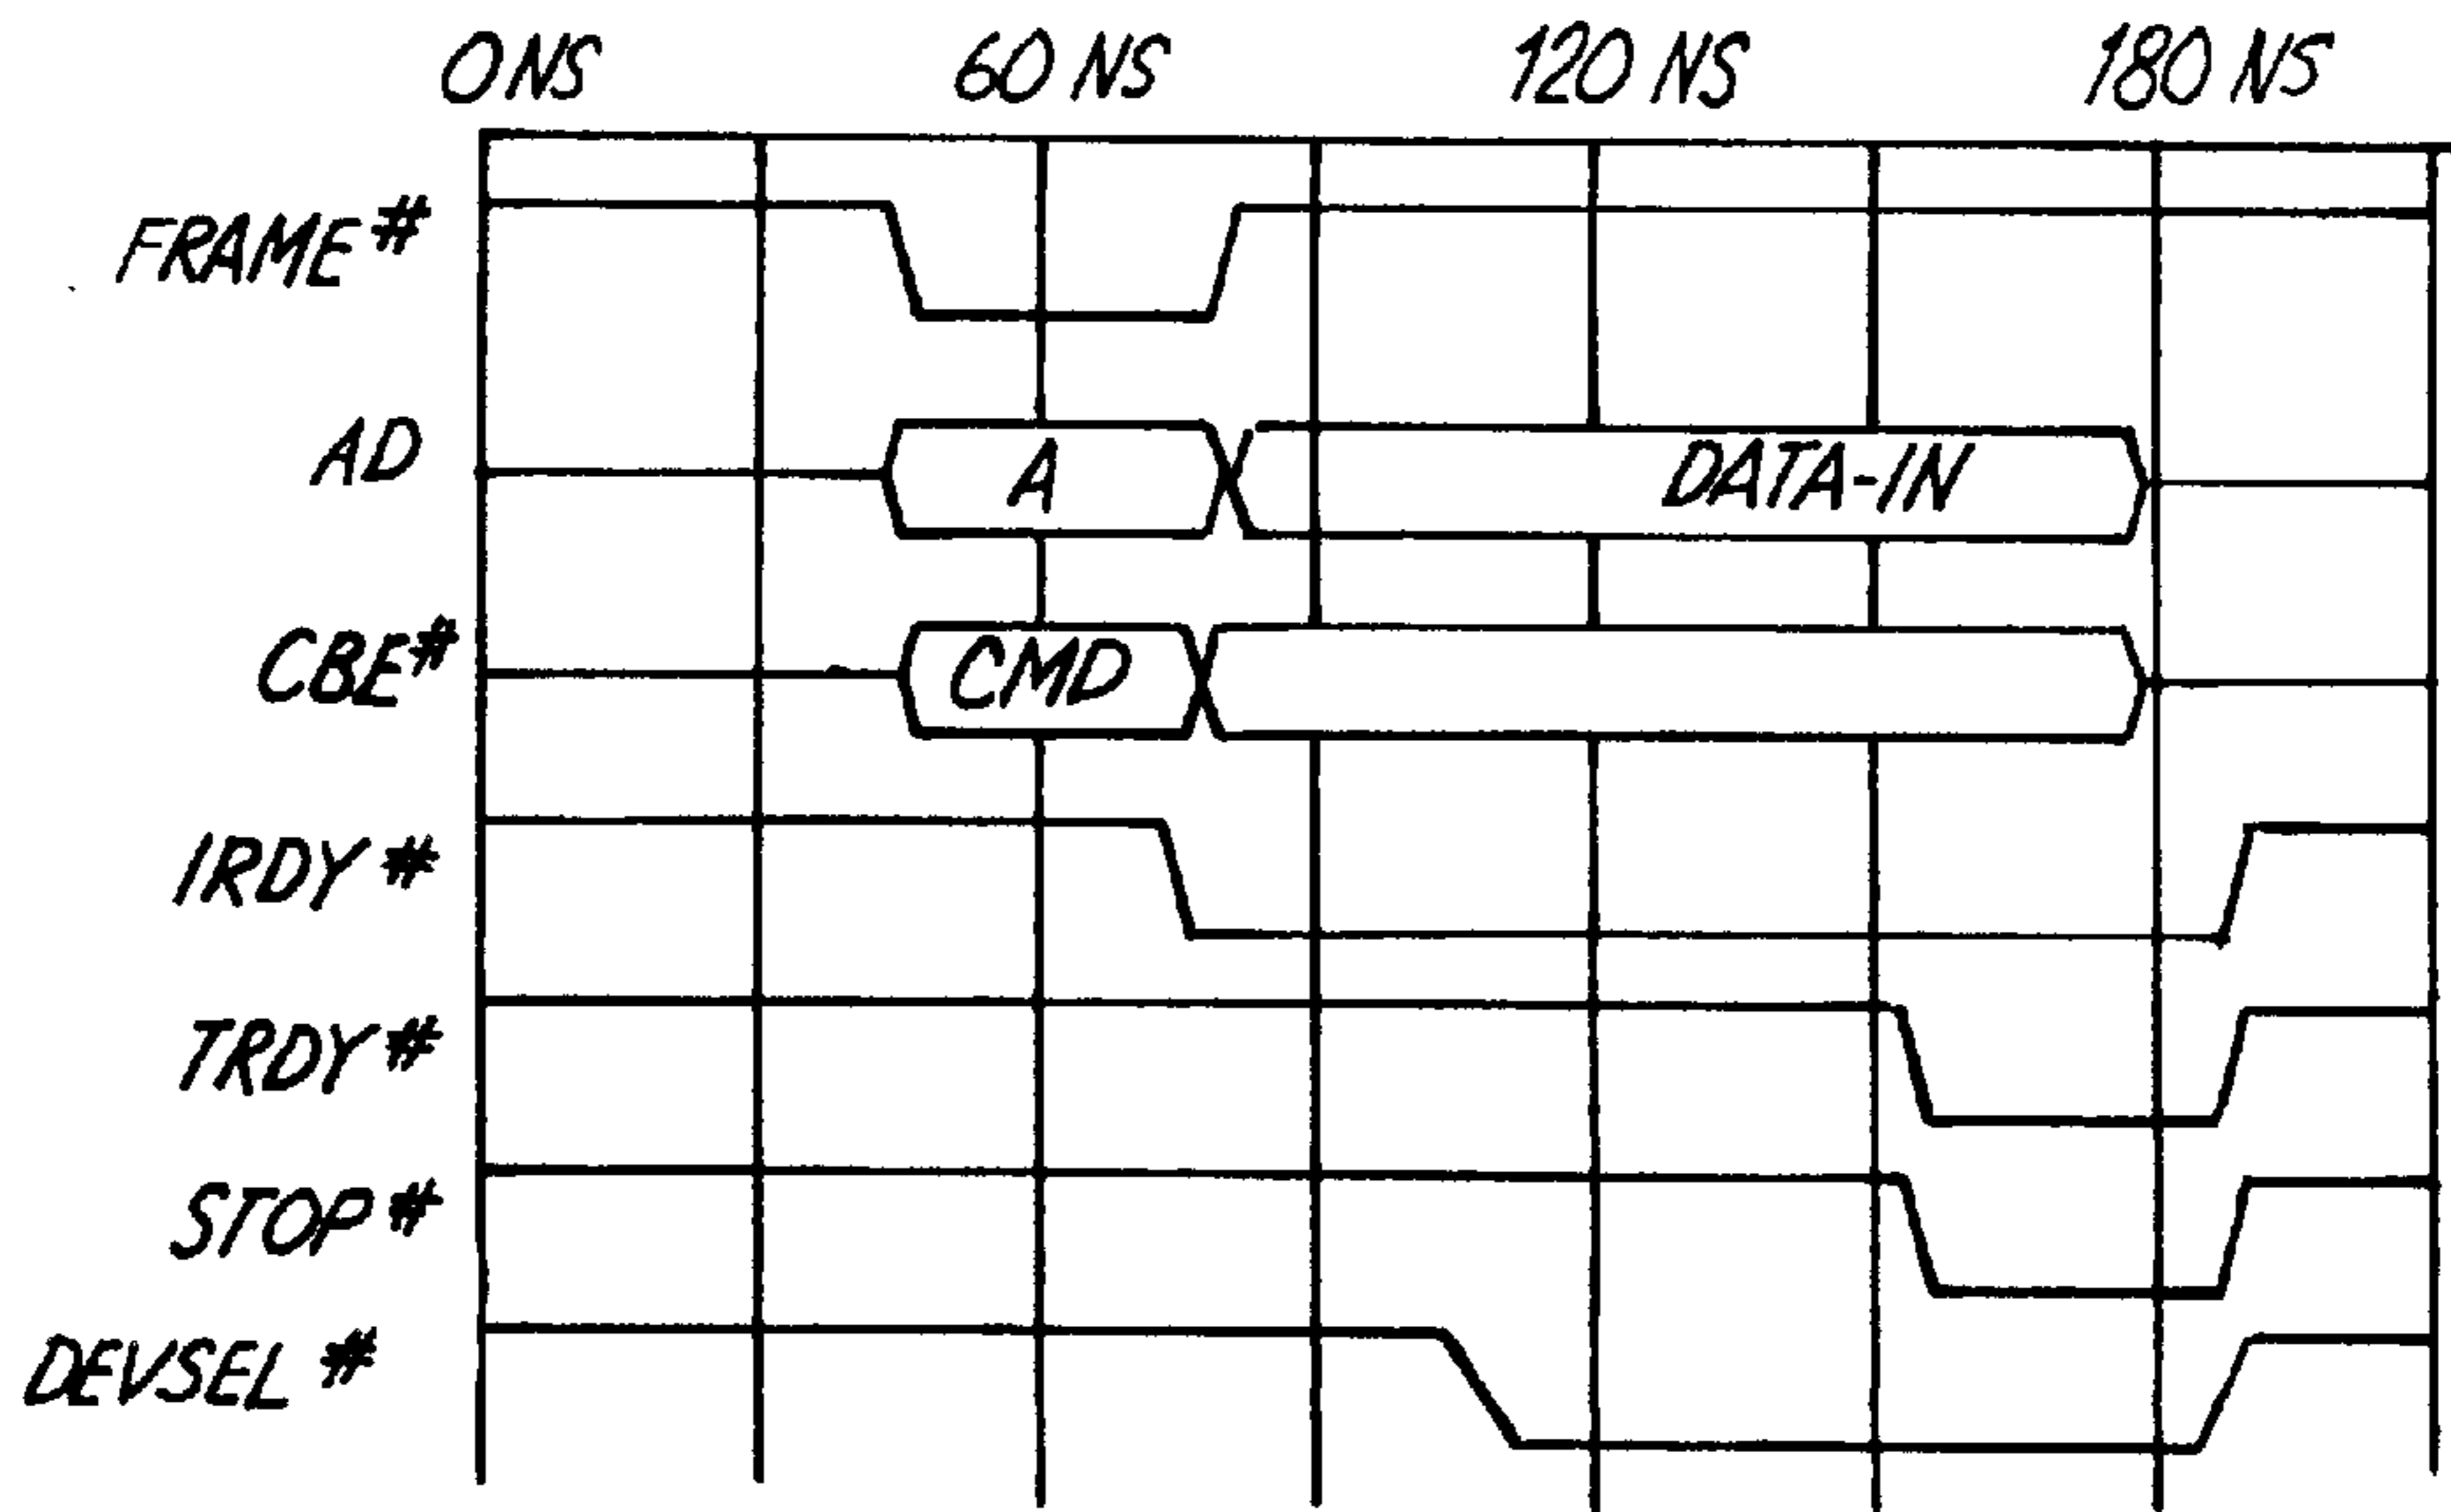 0 NS 60 NS 120 NS 180 NS
FRAME#
AD A DATA-IN
CBE# CMD
IRDY#
TRDY#
STOP#
DEVSEL#